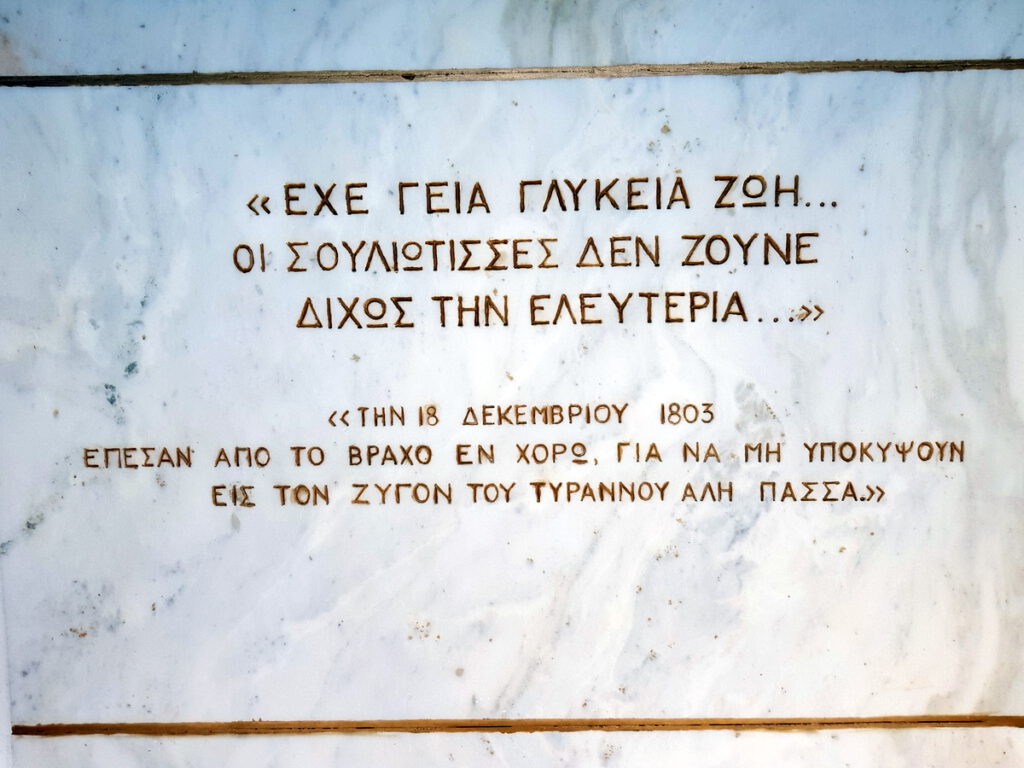 «ΕΧΕ ΓΕΙΑ ΓΛΥΚΕΙΑ ΖΩΗ...
ΟΙ ΣΟΥΛΙΩΤΙΣΣΕΣ ΔΕΝ ΖΟΥΝΕ
ΔΙΧΩΣ ΤΗΝ ΕΛΕΥΤΕΡΙΑ...»
«ΤΗΝ 18 ΔΕΚΕΜΒΡΙΟΥ 1803
ΕΠΕΣΑΝ ΑΠΟ ΤΟ ΒΡΑΧΟ ΕΝ ΧΟΡΩ, ΓΙΑ ΝΑ ΜΗ ΥΠΟΚΥΨΟΥΝ
ΕΙΣ ΤΟΝ ΖΥΓΟΝ ΤΟΥ ΤΥΡΑΝΝΟΥ ΑΛΗ ΠΑΣΣΑ.»